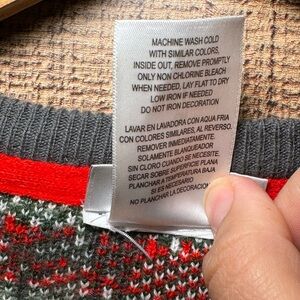 MACHINE WASH COLD
WITH SIMILAR COLORS,
INSIDE OUT, REMOVE PROMPTLY
ONLY NON CHLORINE BLEACH
WHEN NEEDED, LAY FLAT TO DRY
LOW IRON IF NEEDED
DO NOT IRON DECORATION
LAVAR EN LAVADORA CON AQUA FRIA
CON COLORES SIMILARES, AL REVERSO.
REMOVER INMEDIATAMENTE
SOLAMENTE BLANQUEADOR
SIN CLORO CUANDO SE NECESITE.
SECAR SOBRE SUPERFICIE PLANA
PLANCHAR A TEMPERATURA BAJA
SI ES NECESARIO
NO PLANCHAR LA DECORACION